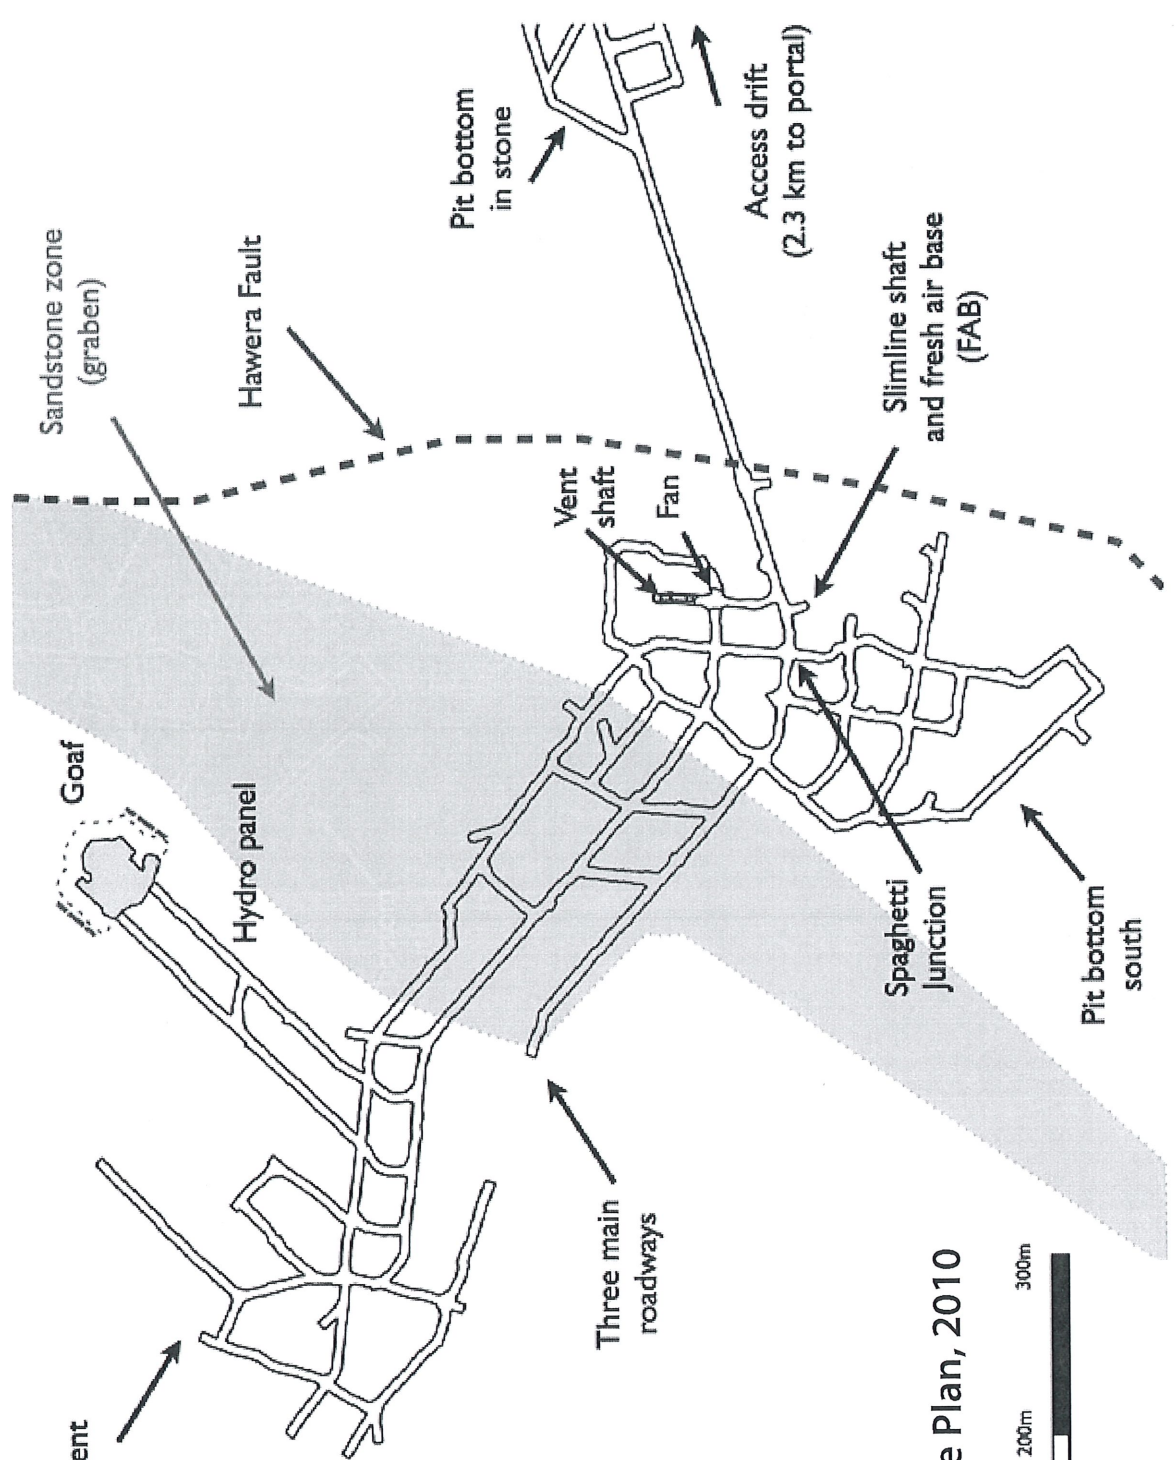 Sandstone zone
(graben)
Hawera Fault
Pit bottom
in stone
Access drift
(2.3 km to portal)
Slimline shaft
and fresh air base
(FAB)
Vent
shaft
Fan
Goaf
Hydro panel
Spaghetti
Junction
Pit bottom
south
Three main
roadways
ent
e Plan, 2010
200m
300m